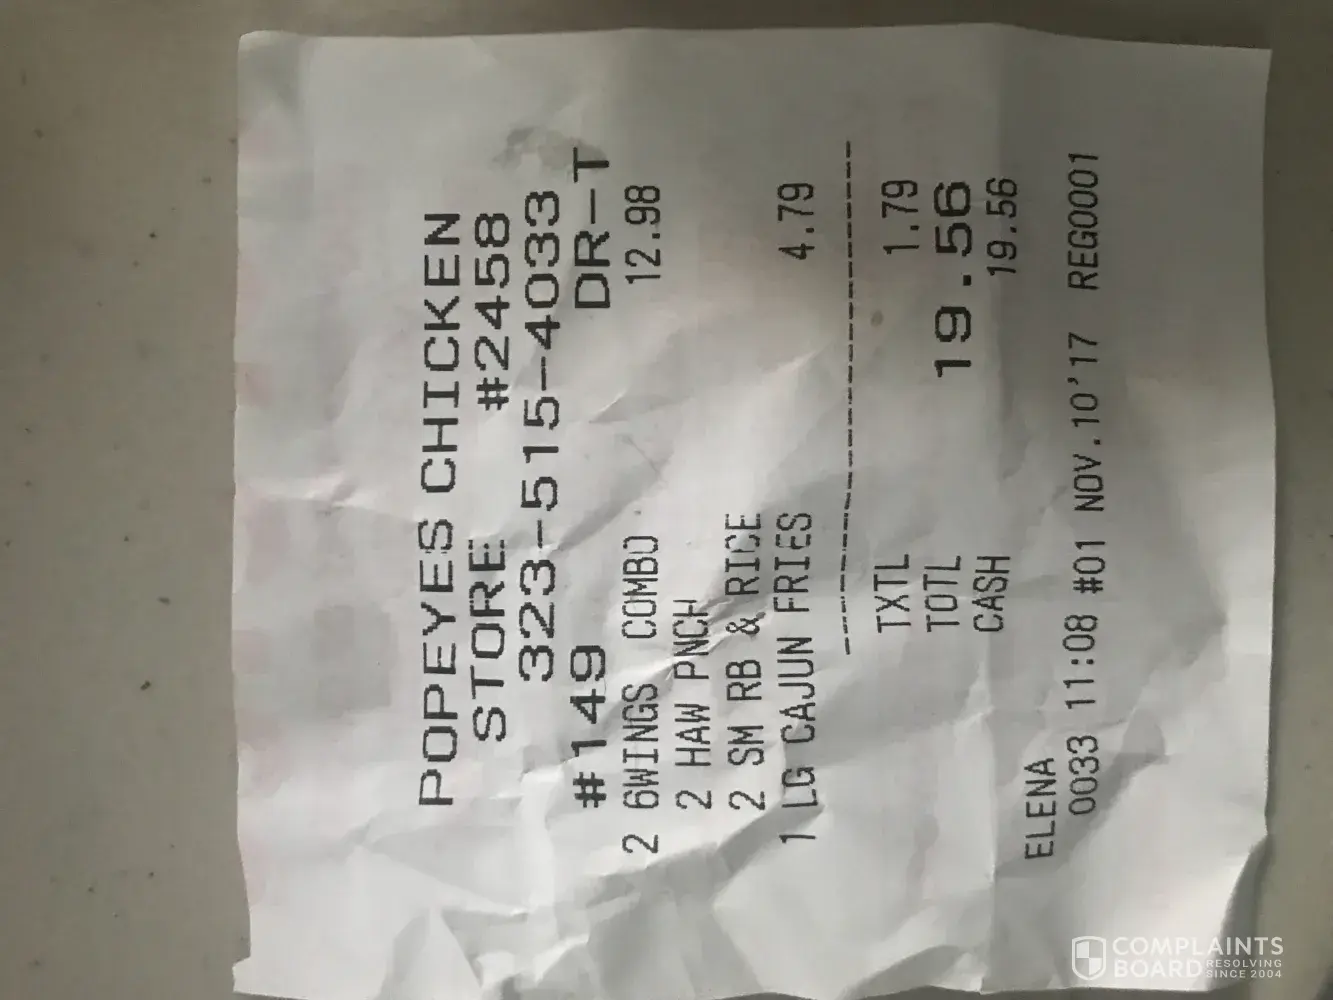 POPEYES CHICKEN
STORE #2458
323-515-4033
#149 DR-T
2 6WINGS COMBO 12.98
2 HAW PNCH
2 SM RB & RICE
1 LG CAJUN FRIES 4.79
TXTL 1.79
TOTL 19.56
CASH 19.56
ELENA
0033 11:08 #01 NOV.10'17 REG0001
COMPLAINTS
BOARD RESOLVING
SINCE 2004